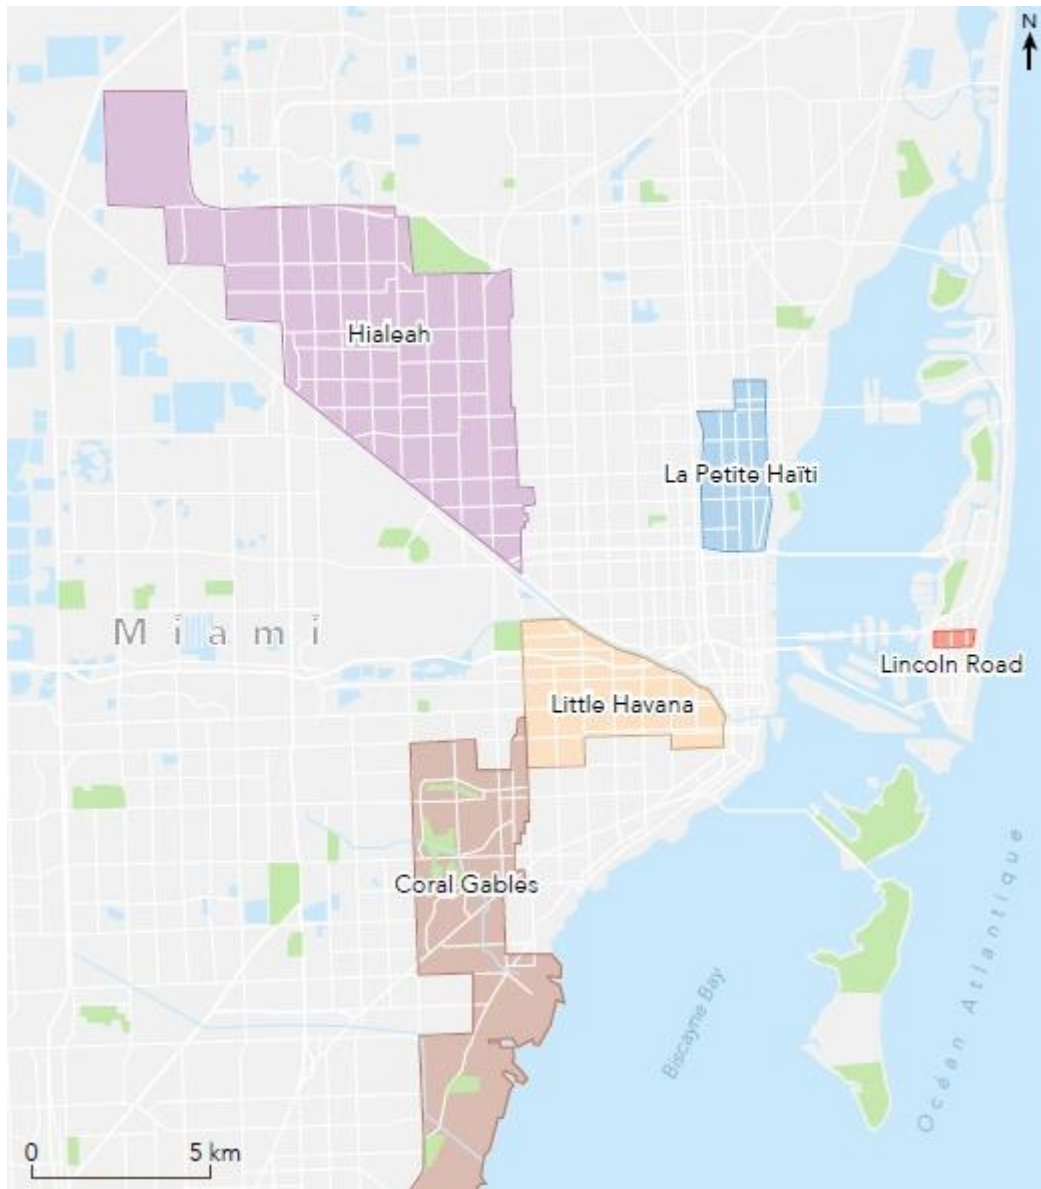 N
Hialeah
La Petite Haïti
Miami
Lincoln Road
Little Havana
Coral Gables
Biscayne Bay
Océan Atlantique
0 5 km